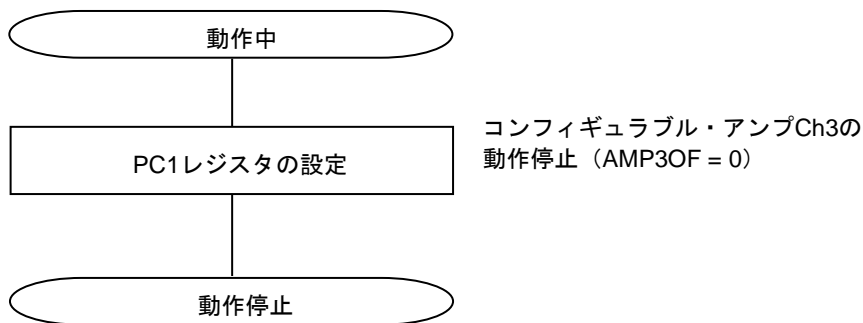 動作中
PC1レジスタの設定
コンフィギュラブル・アンプCh3の
動作停止（AMP3OF = 0）
動作停止